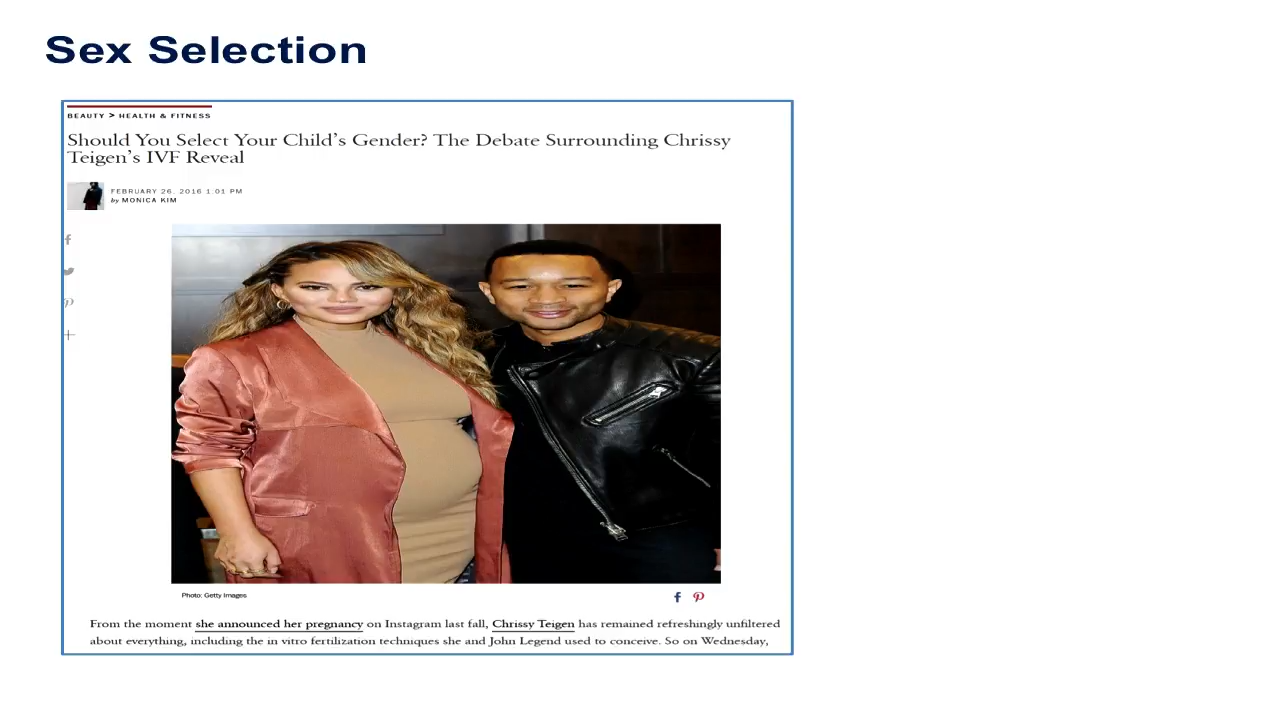 Sex Selection
BEAUTY > HEALTH & FITNESS
Should You Select Your Child's Gender? The Debate Surrounding Chrissy
Teigen's IVF Reveal
FEBRUARY 26, 2016 1:01 PM
by MONICA KIM
Photo: Getty Images
From the moment she announced her pregnancy on Instagram last fall, Chrissy Teigen has remained refreshingly unfiltered
about everything, including the in vitro fertilization techniques she and John Legend used to conceive. So on Wednesday,